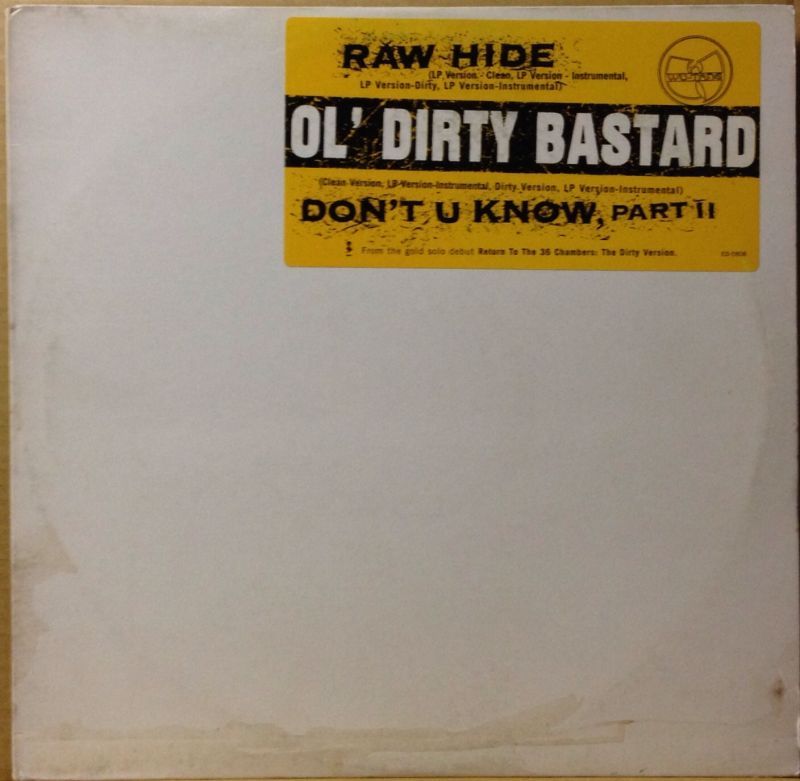 RAW HIDE
(LP Version - Clean, LP Version - Instrumental,
LP Version-Dirty, LP Version-Instrumental)
WU-TANG
OL' DIRTY BASTARD
(Clean Version, LP Version-Instrumental, Dirty Version, LP Version-Instrumental)
DON'T U KNOW, PART II
From the gold solo debut Return To The 36 Chambers: The Dirty Version.